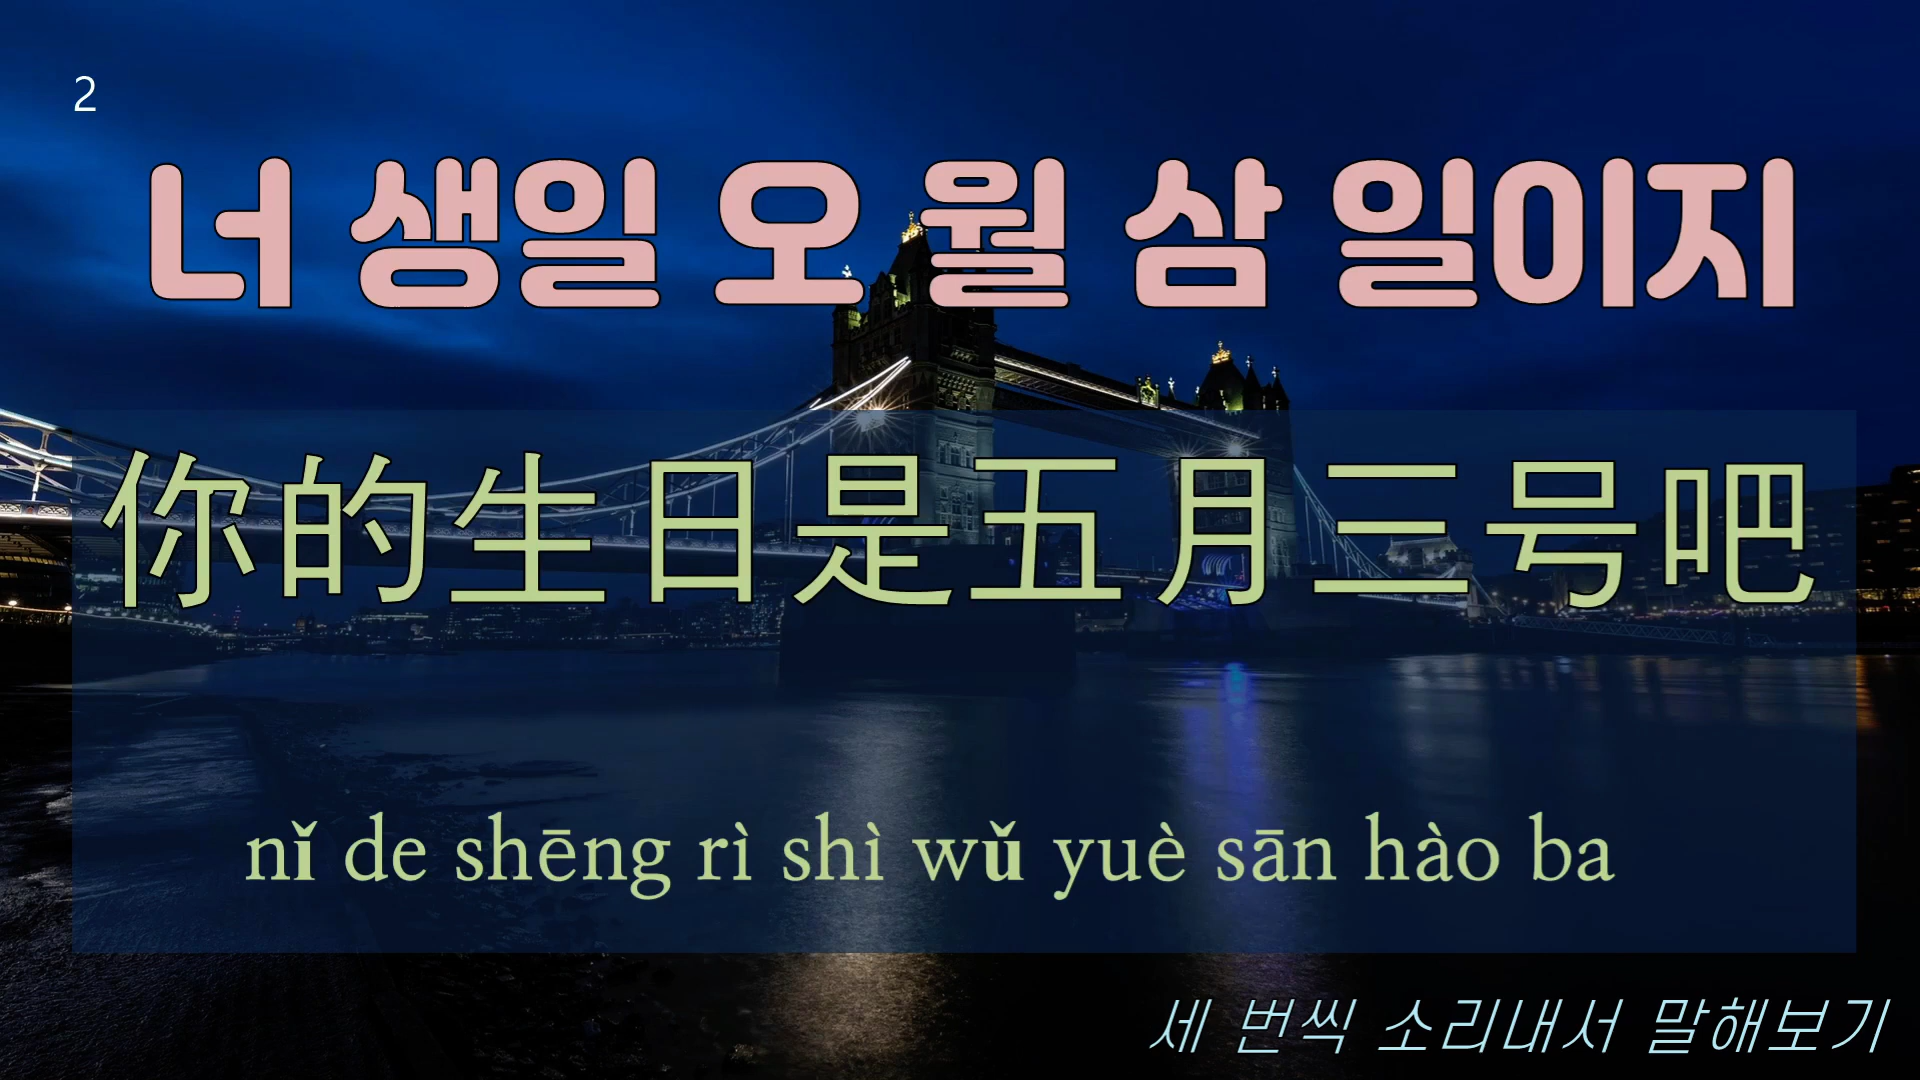 2
너 생일 오 월 삼 일이지
你的生日是五月三号吧
nǐ de shēng rì shì wǔ yuè sān hào ba
세 번씩 소리내서 말해보기